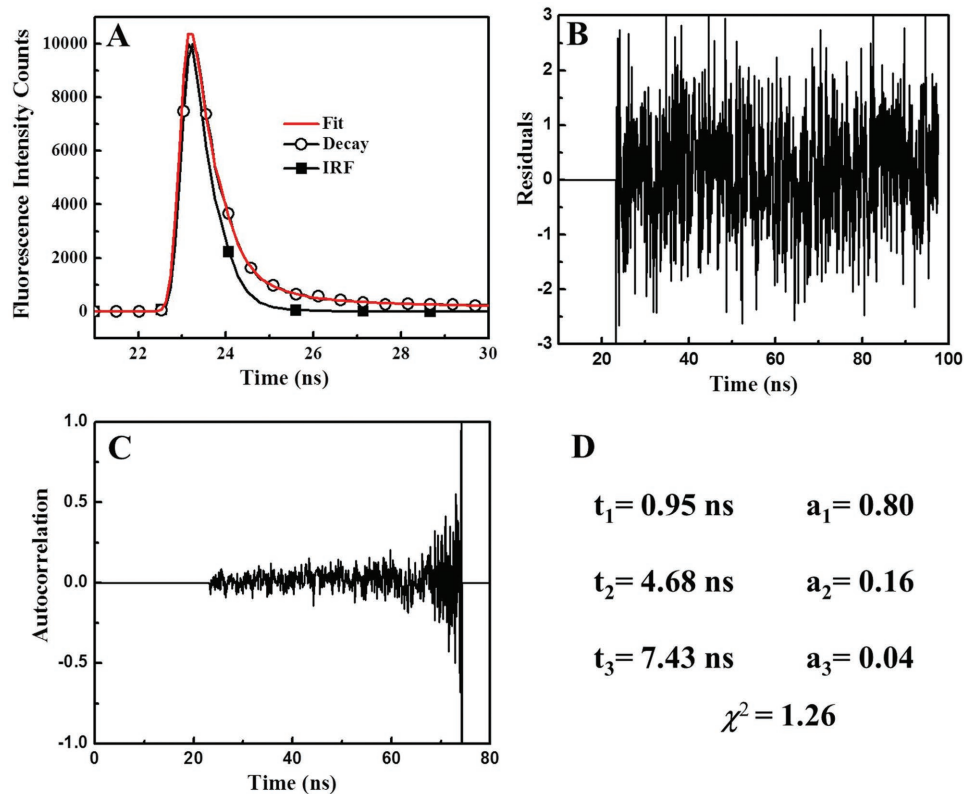 A
Fluorescence Intensity Counts
10000
8000
6000
4000
2000
0
Fit
Decay
IRF
22 24 26 28 30
Time (ns)
B
Residuals
3
2
1
0
-1
-2
-3
20 40 60 80 100
Time (ns)
C
Autocorrelation
1.0
0.5
0.0
-0.5
-1.0
0 20 40 60 80
Time (ns)
D
t₁= 0.95 ns a₁= 0.80
t₂= 4.68 ns a₂= 0.16
t₃= 7.43 ns a₃= 0.04
χ² = 1.26